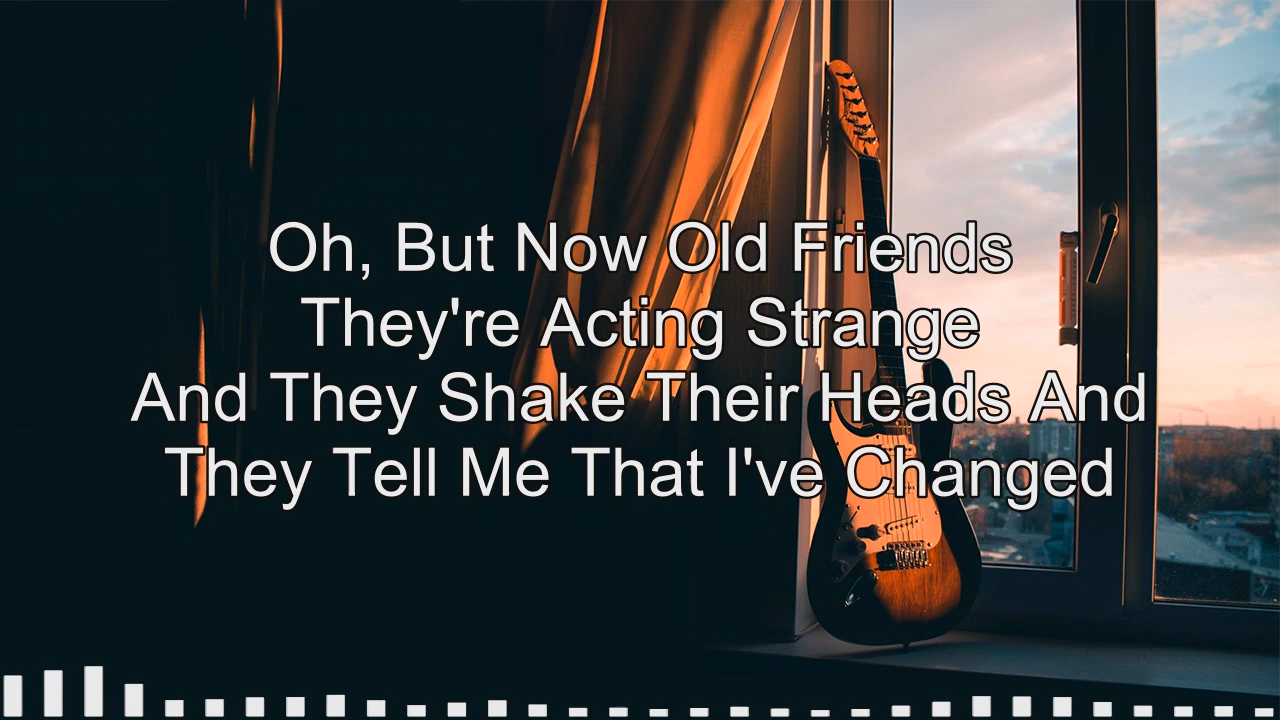 Oh, But Now Old Friends
They're Acting Strange
And They Shake Their Heads And
They Tell Me That I've Changed